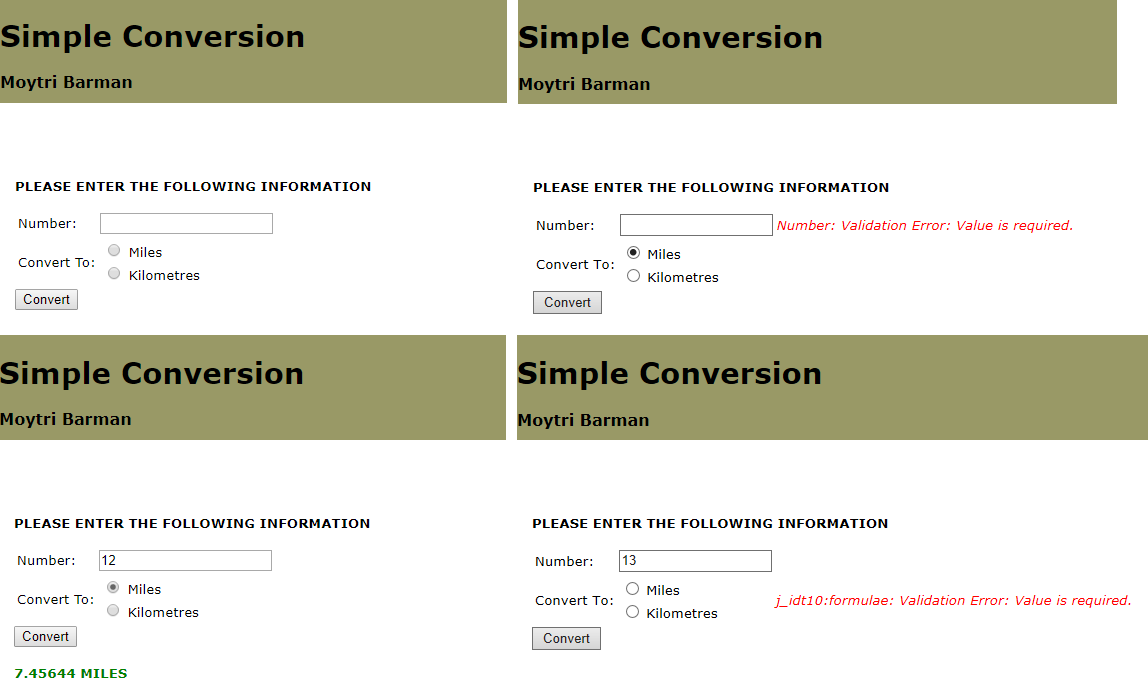 Simple Conversion
Moytri Barman
PLEASE ENTER THE FOLLOWING INFORMATION
Number:
Convert To:
Miles
Kilometres
Convert
Simple Conversion
Moytri Barman
PLEASE ENTER THE FOLLOWING INFORMATION
Number: Number: Validation Error: Value is required.
Convert To:
Miles
Kilometres
Convert
Simple Conversion
Moytri Barman
PLEASE ENTER THE FOLLOWING INFORMATION
Number: 12
Convert To:
Miles
Kilometres
Convert
7.45644 MILES
Simple Conversion
Moytri Barman
PLEASE ENTER THE FOLLOWING INFORMATION
Number: 13
Convert To:
Miles
Kilometres
j_idt10:formulae: Validation Error: Value is required.
Convert